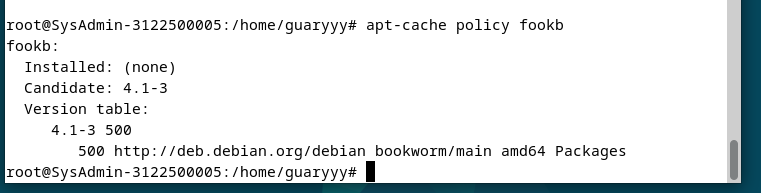 root@SysAdmin-3122500005:/home/guaryyy# apt-cache policy fookb
fookb:
  Installed: (none)
  Candidate: 4.1-3
  Version table:
     4.1-3 500
        500 http://deb.debian.org/debian bookworm/main amd64 Packages
root@SysAdmin-3122500005:/home/guaryyy#